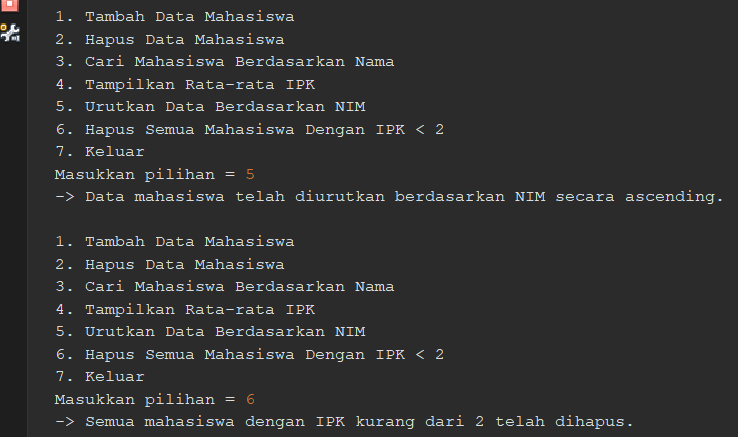 1. Tambah Data Mahasiswa
2. Hapus Data Mahasiswa
3. Cari Mahasiswa Berdasarkan Nama
4. Tampilkan Rata-rata IPK
5. Urutkan Data Berdasarkan NIM
6. Hapus Semua Mahasiswa Dengan IPK < 2
7. Keluar
Masukkan pilihan = 5
-> Data mahasiswa telah diurutkan berdasarkan NIM secara ascending.

1. Tambah Data Mahasiswa
2. Hapus Data Mahasiswa
3. Cari Mahasiswa Berdasarkan Nama
4. Tampilkan Rata-rata IPK
5. Urutkan Data Berdasarkan NIM
6. Hapus Semua Mahasiswa Dengan IPK < 2
7. Keluar
Masukkan pilihan = 6
-> Semua mahasiswa dengan IPK kurang dari 2 telah dihapus.